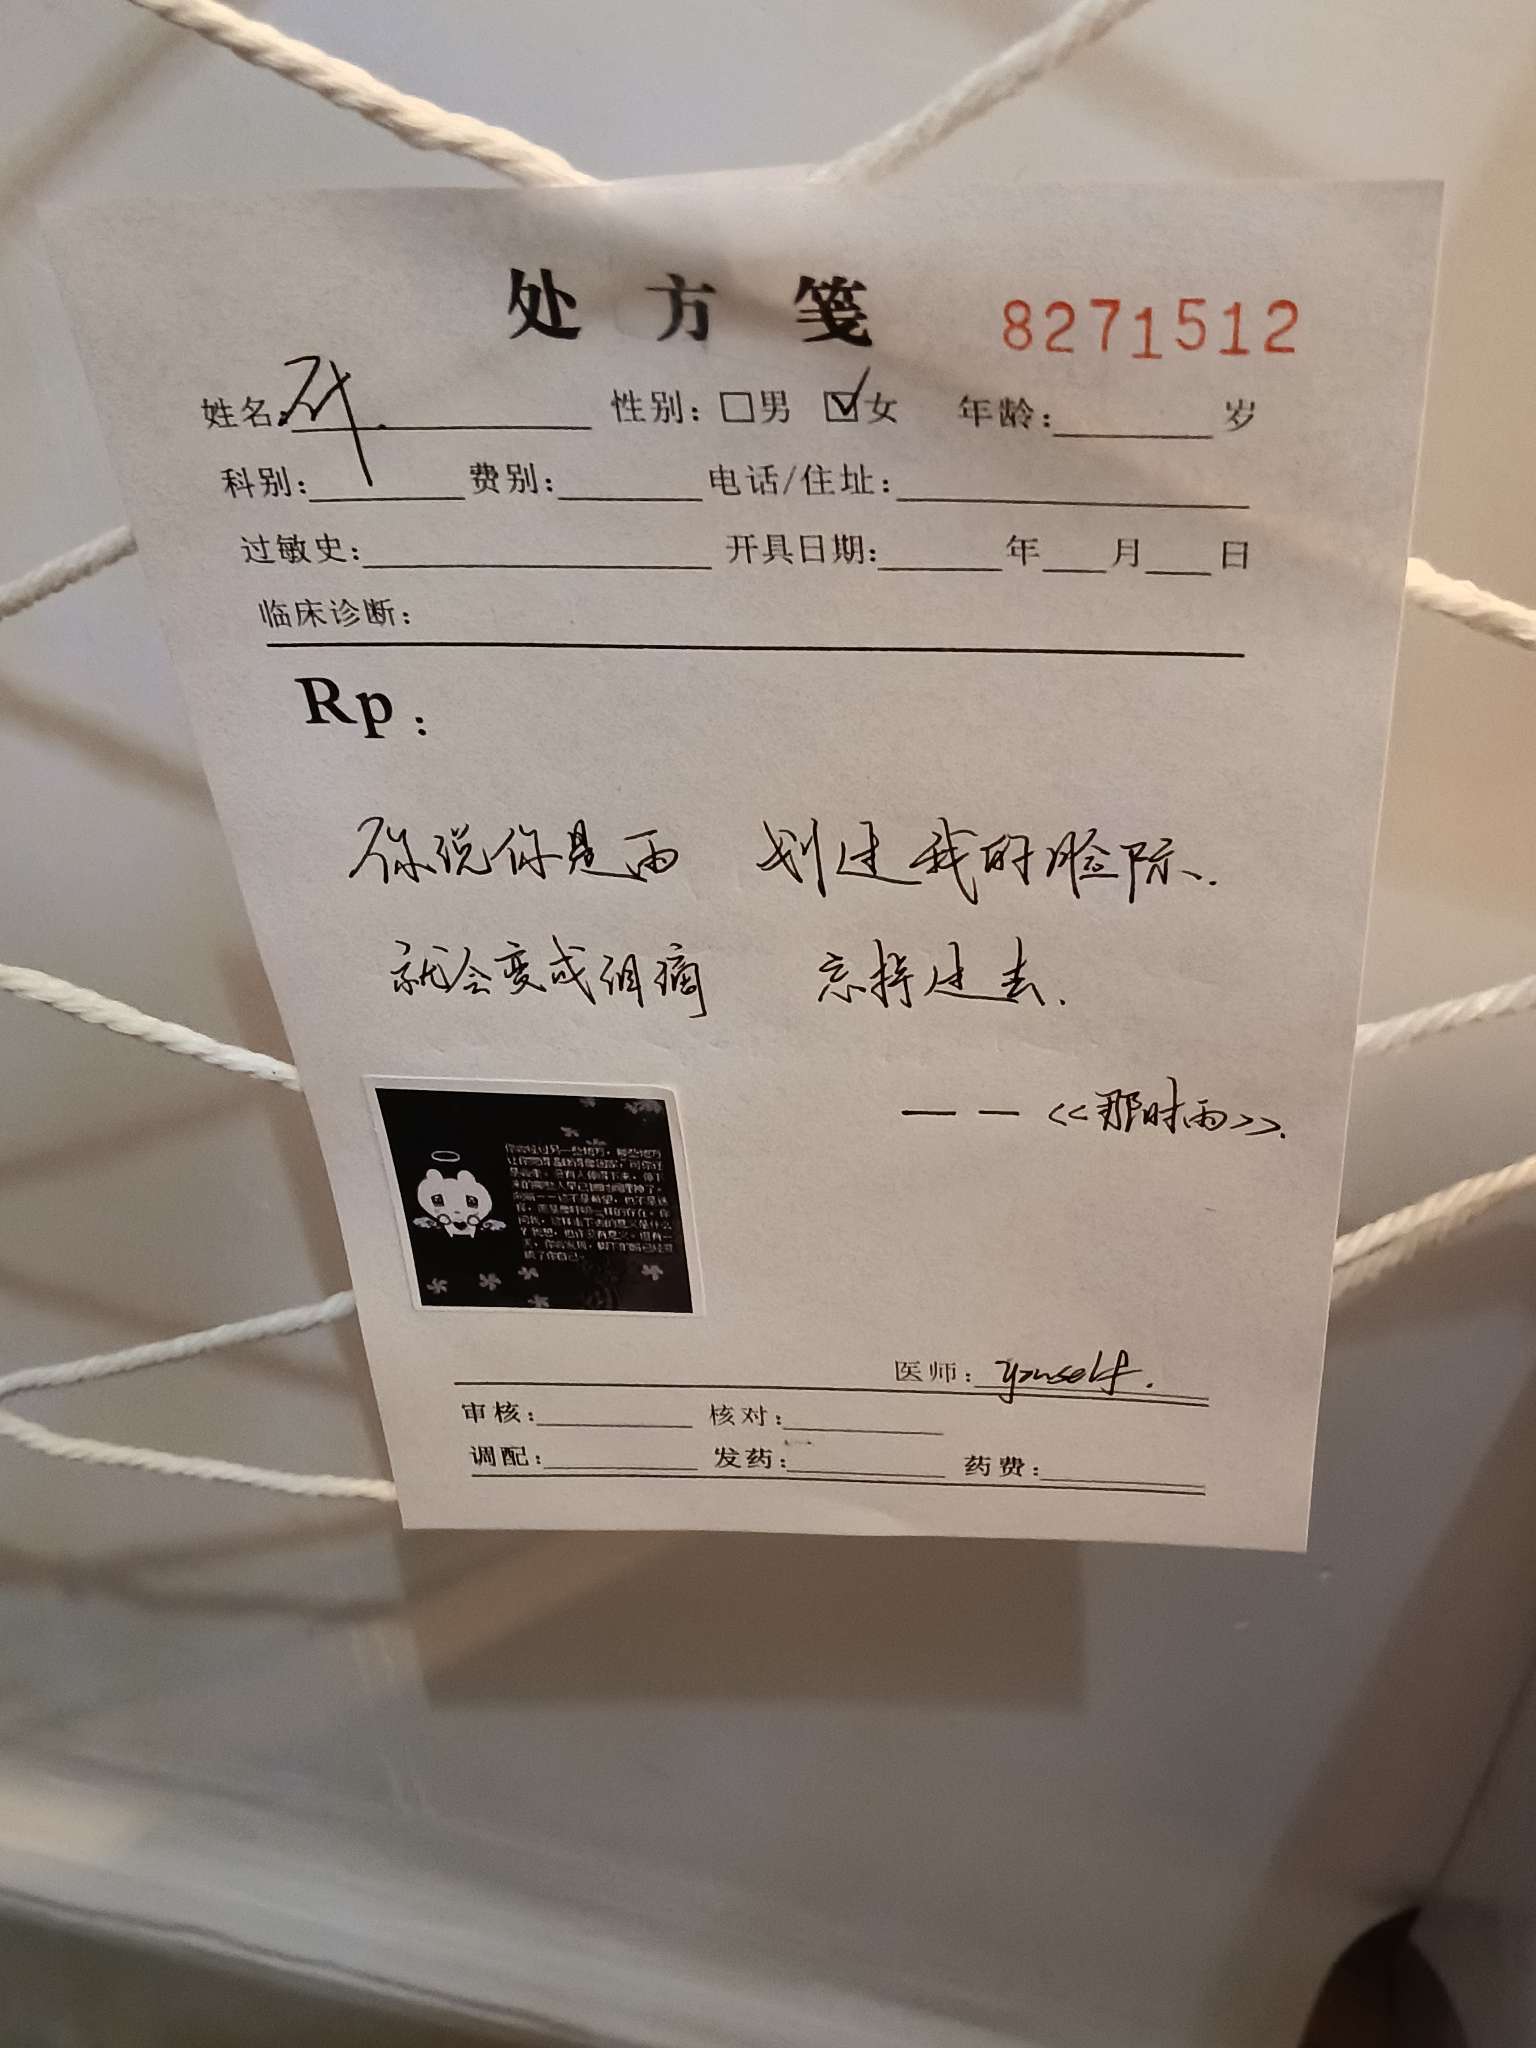 处方笺 8271512
姓名: 性别: 男 女 年龄: 岁
科别: 费别: 电话/住址:
过敏史: 开具日期: 年 月 日
临床诊断:
Rp:
你说你是雨 划过我的脸际.
就会变成泪滴 忘掉过去.
——<<那时雨>>.
医师: yourself.
审核: 核对:
调配: 发药: 药费: